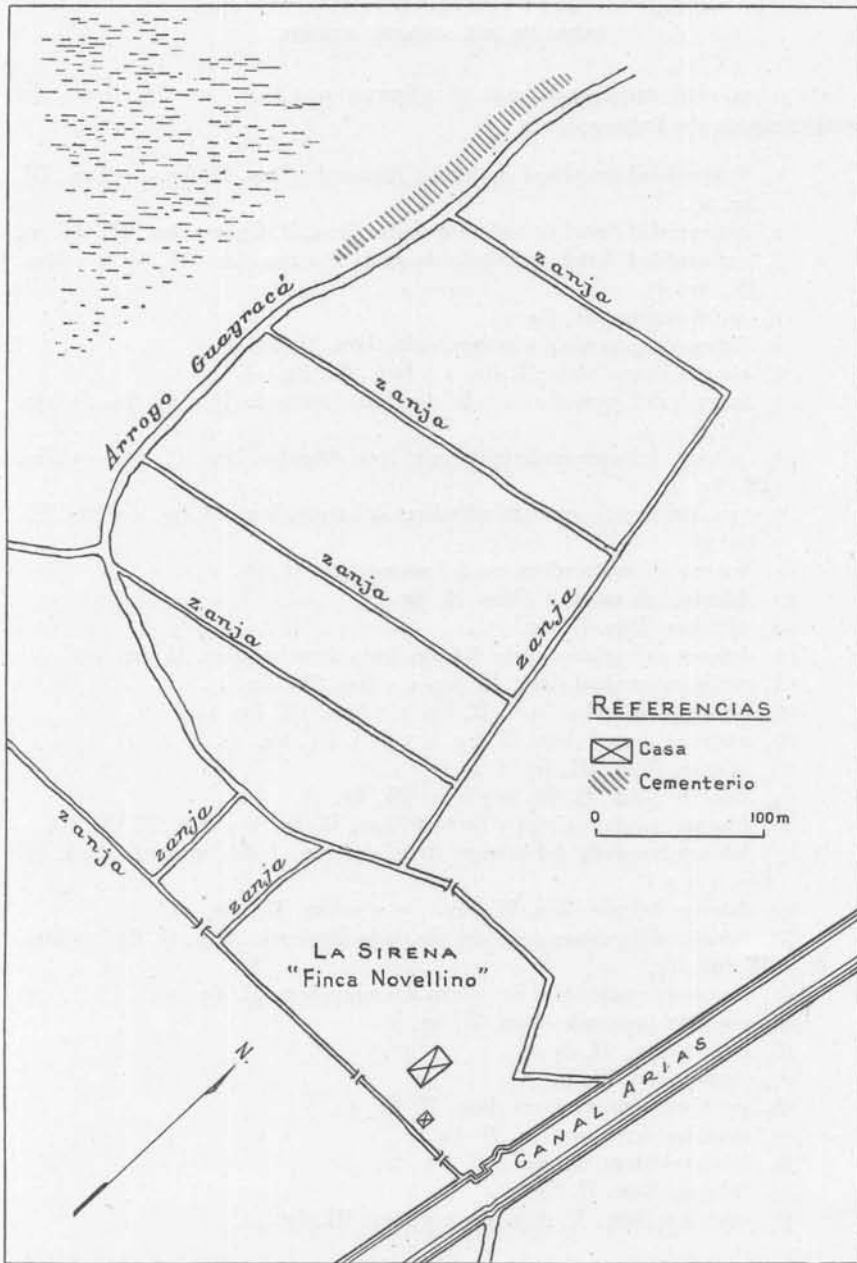 zanja
Arroyo Guayracá
zanja
zanja
zanja
zanja
REFERENCIAS
Casa
Cementerio
0 100m
zanja
zanja
zanja
LA SIRENA
"Finca Novellino"
N.
CANAL ARIAS